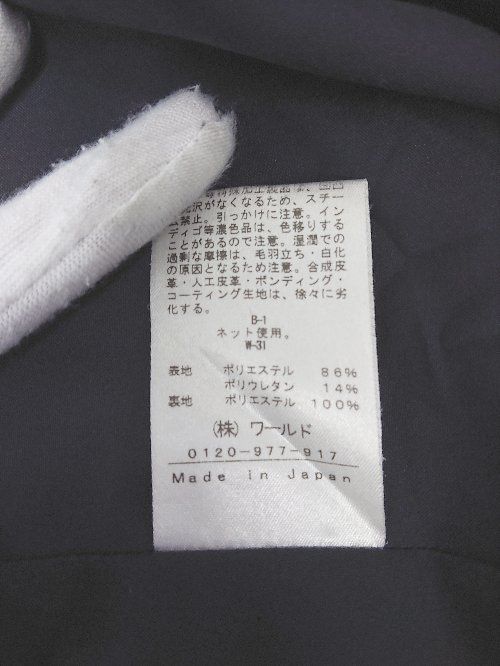 沢がなくなるため、スチー
ム禁止。引っかけに注意。イン
ディゴ等濃色品は、色移りする
ことがあるので注意。湿潤での
過剰な摩擦は、毛羽立ち・白化
の原因となるため注意。合成皮
革・人工皮革・ボンディング・
コーティング生地は、徐々に劣
化する。
B-1
ネット使用。
W-31
表地 ポリエステル 86%
ポリウレタン 14%
裏地 ポリエステル 100%
(株) ワールド
0120-977-917
Made in Japan